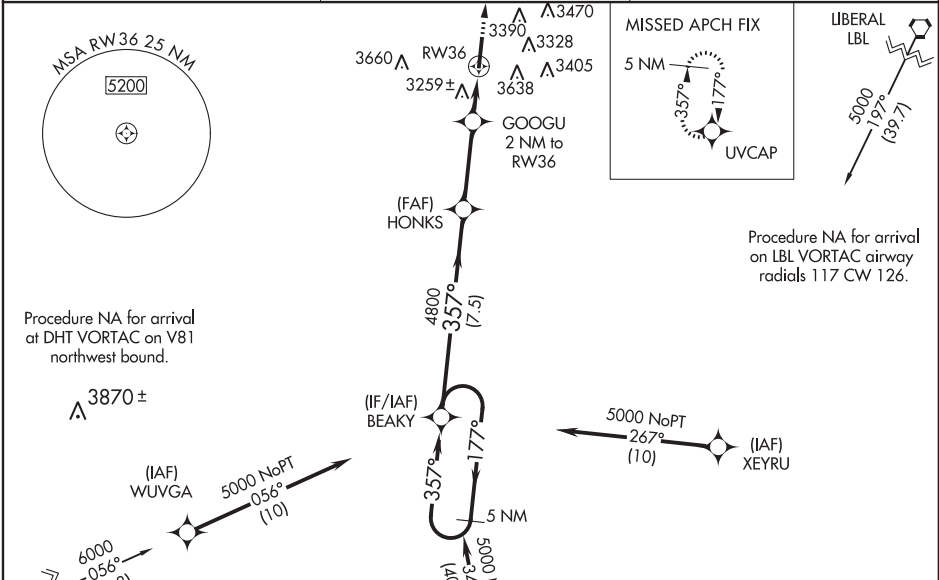 MSA RW36 25 NM
5200
3390
3470
3328
3660
RW36
3405
3259 ±
3638
GOOGU
2 NM to
RW36
MISSED APCH FIX
5 NM
357°
177°
UVCAP
LIBERAL
LBL
5000
197°
(39.7)
(FAF)
HONKS
Procedure NA for arrival
on LBL VORTAC airway
radials 117 CW 126.
4800
357°
(7.5)
Procedure NA for arrival
at DHT VORTAC on V81
northwest bound.
3870 ±
(IF/IAF)
BEAKY
357°
177°
5 NM
5000 NoPT
267°
(10)
(IAF)
XEYRU
(IAF)
WUVGA
5000 NoPT
056°
(10)
6000
056°
5000